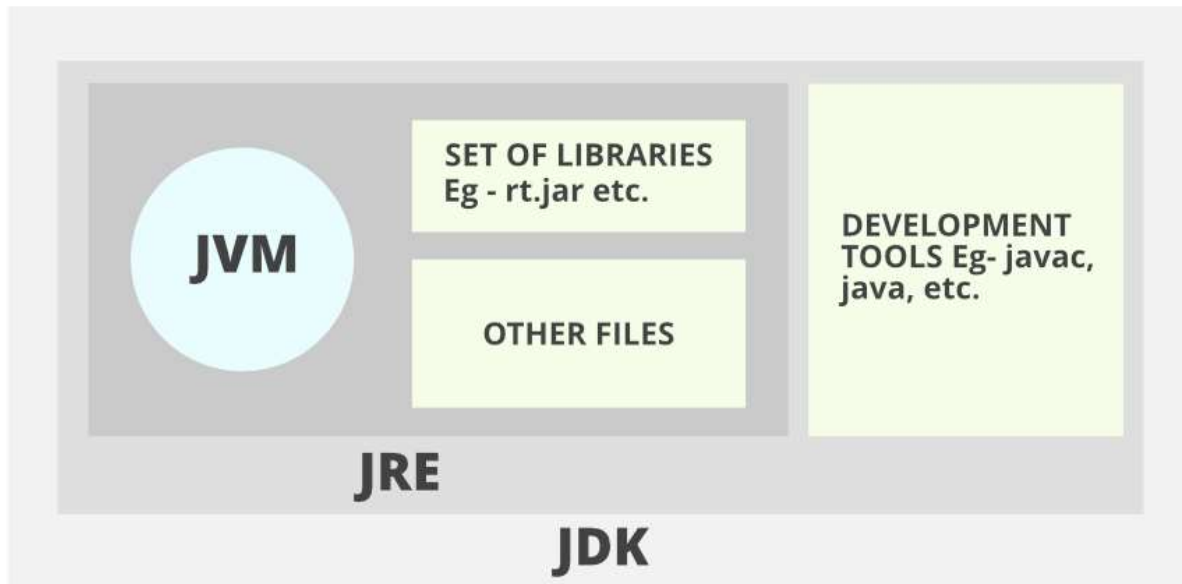 JVM
SET OF LIBRARIES
Eg - rt.jar etc.
OTHER FILES
DEVELOPMENT
TOOLS Eg- javac,
java, etc.
JRE
JDK